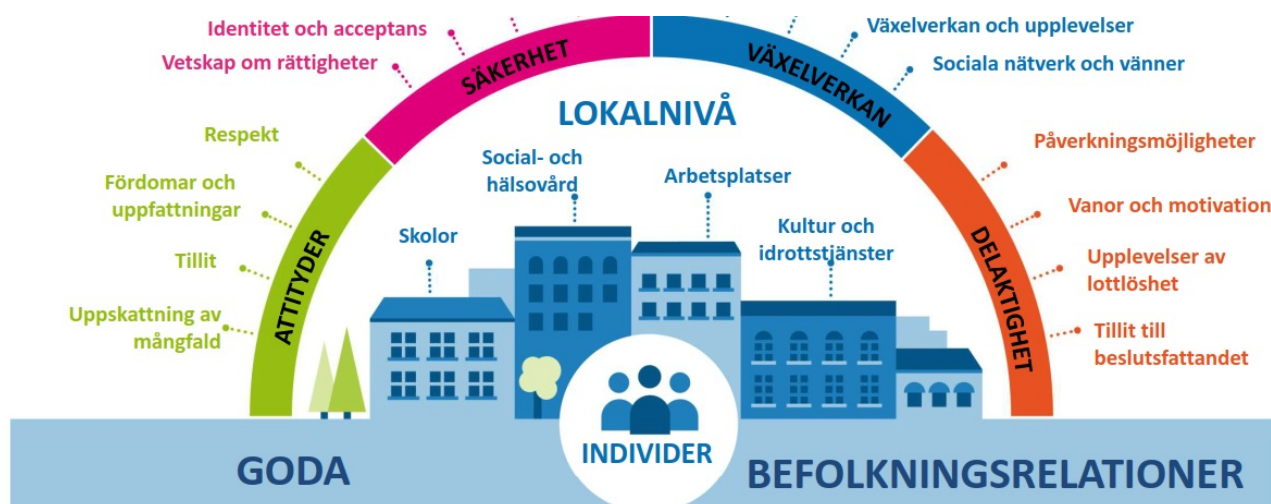 Identitet och acceptans
Vetskap om rättigheter
SÄKERHET
VÄXELVERKAN
Växelverkan och upplevelser
Sociala nätverk och vänner
LOKALNIVÅ
Respekt
Fördomar och
uppfattningar
Tillit
Uppskattning av
mångfald
ATTITYDER
Skolor
Social- och
hälsovård
Arbetsplatser
Kultur och
idrottstjänster
DELAKTIGHET
Påverkningsmöjligheter
Vanor och motivation
Upplevelser av
lottlöshet
Tillit till
beslutsfattandet
INDIVIDER
GODA
BEFOLKNINGSRELATIONER